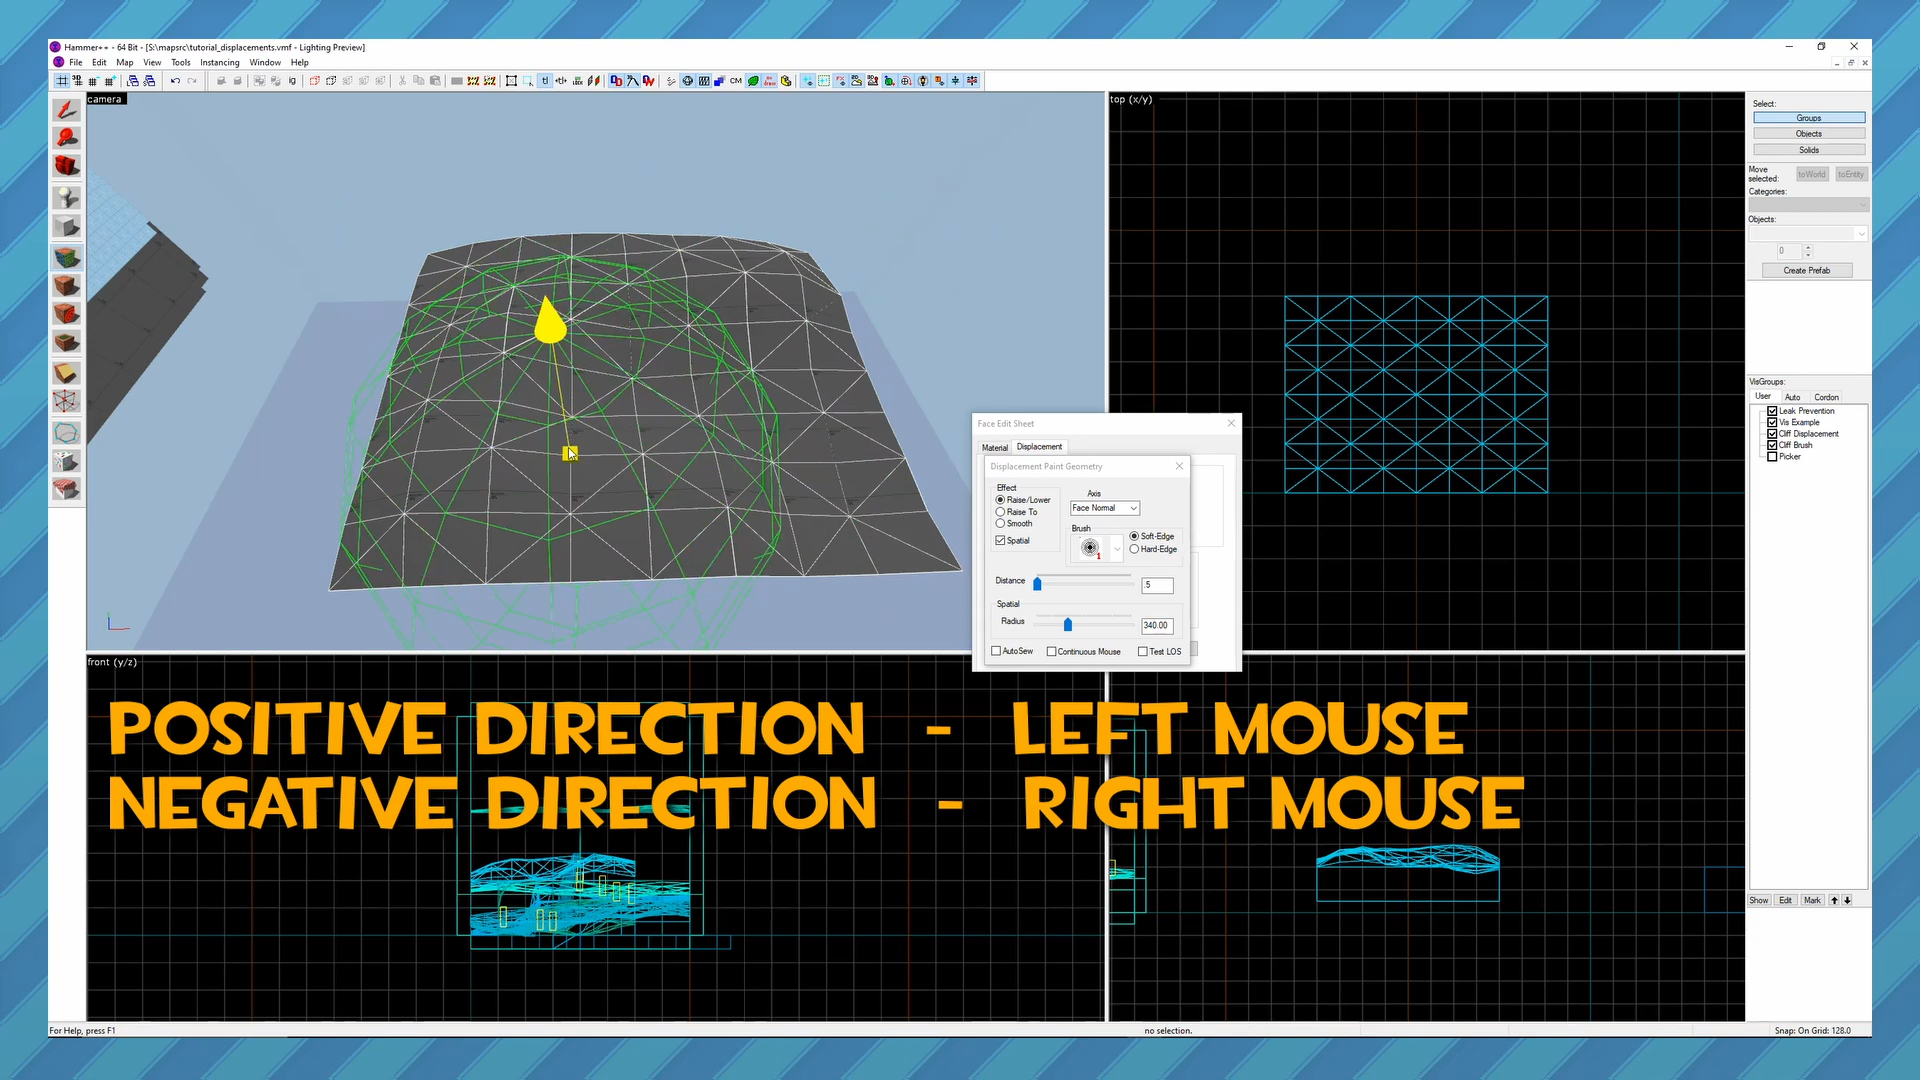 Hammer++ - 64 Bit - [S:\mapsrc\tutorial_displacements.vmf - Lighting Preview]
File Edit Map View Tools Instancing Window Help
camera
top (x/y)
Select:
Groups
Objects
Solids
Move selected:
toWorld
toEntity
Categories:
Objects:
0
Create Prefab
VisGroups:
User Auto Cordon
Leak Prevention
Vis Example
Cliff Displacement
Cliff Brush
Picker
Show Edit Mark
Face Edit Sheet
Material Displacement
Displacement Paint Geometry
Effect
Raise/Lower
Raise To
Smooth
Spatial
Axis
Face Normal
Brush
1
Soft-Edge
Hard-Edge
Distance
.5
Spatial
Radius
340.00
AutoSew Continuous Mouse Test LOS
front (y/z)
POSITIVE DIRECTION - LEFT MOUSE
NEGATIVE DIRECTION - RIGHT MOUSE
For Help, press F1
no selection.
Snap: On Grid: 128.0